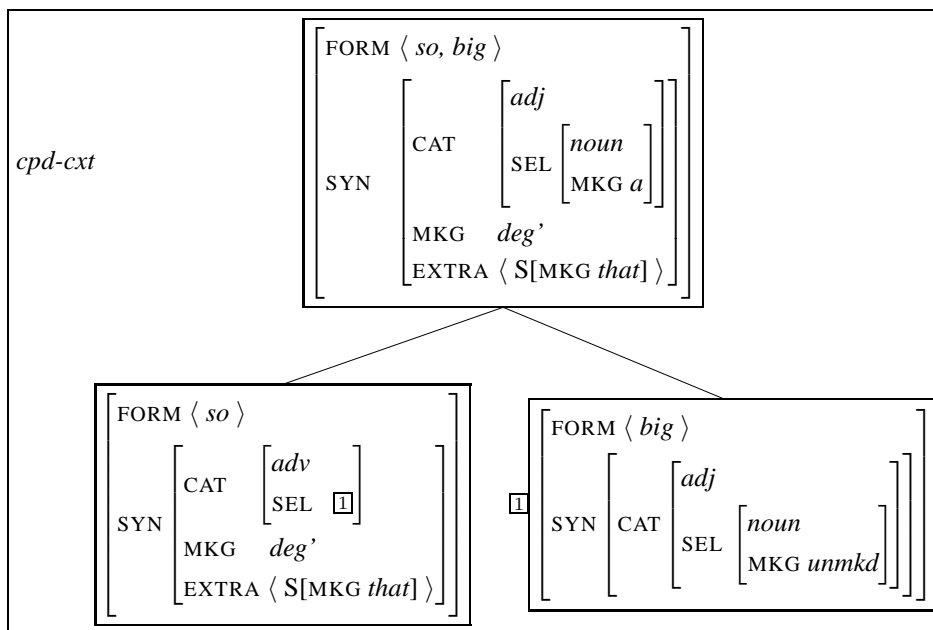 FORM ⟨ so, big ⟩
adj
CAT
noun
SEL
MKG a
cpd-cxt
SYN
MKG deg’
EXTRA ⟨ S[MKG that] ⟩
FORM ⟨ so ⟩
adv
CAT
SEL 1
SYN
MKG deg’
EXTRA ⟨ S[MKG that] ⟩
1
FORM ⟨ big ⟩
adj
SYN CAT
noun
SEL
MKG unmkd